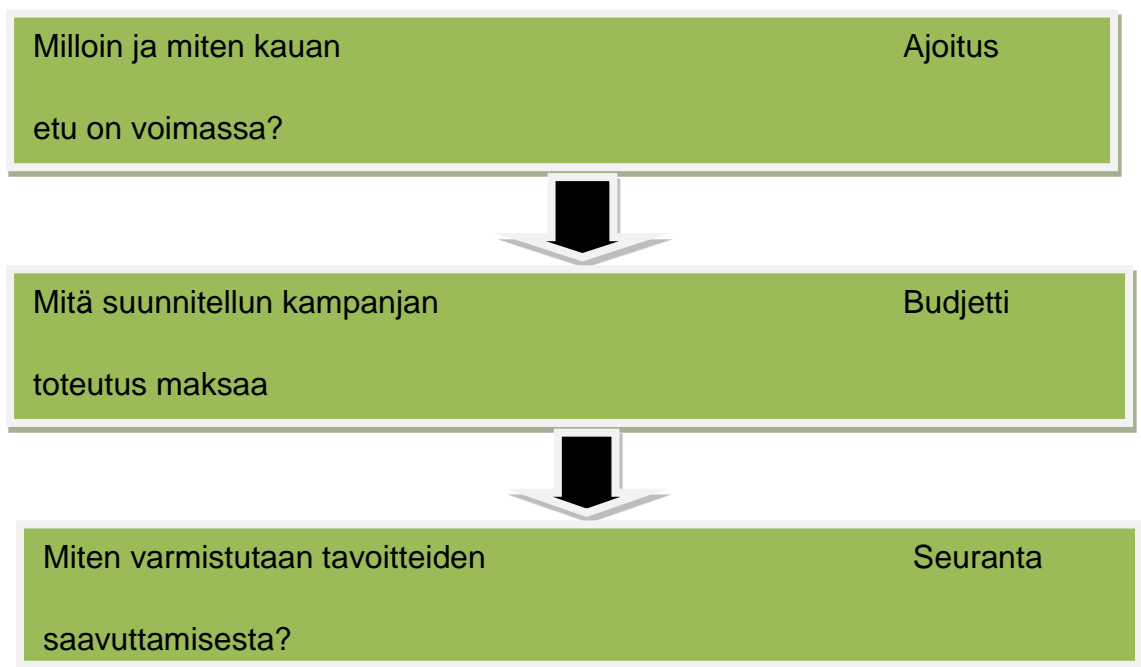 Milloin ja miten kauan Ajoitus
etu on voimassa?
Mitä suunnitellun kampanjan Budjetti
toteutus maksaa
Miten varmistutaan tavoitteiden Seuranta
saavuttamisesta?